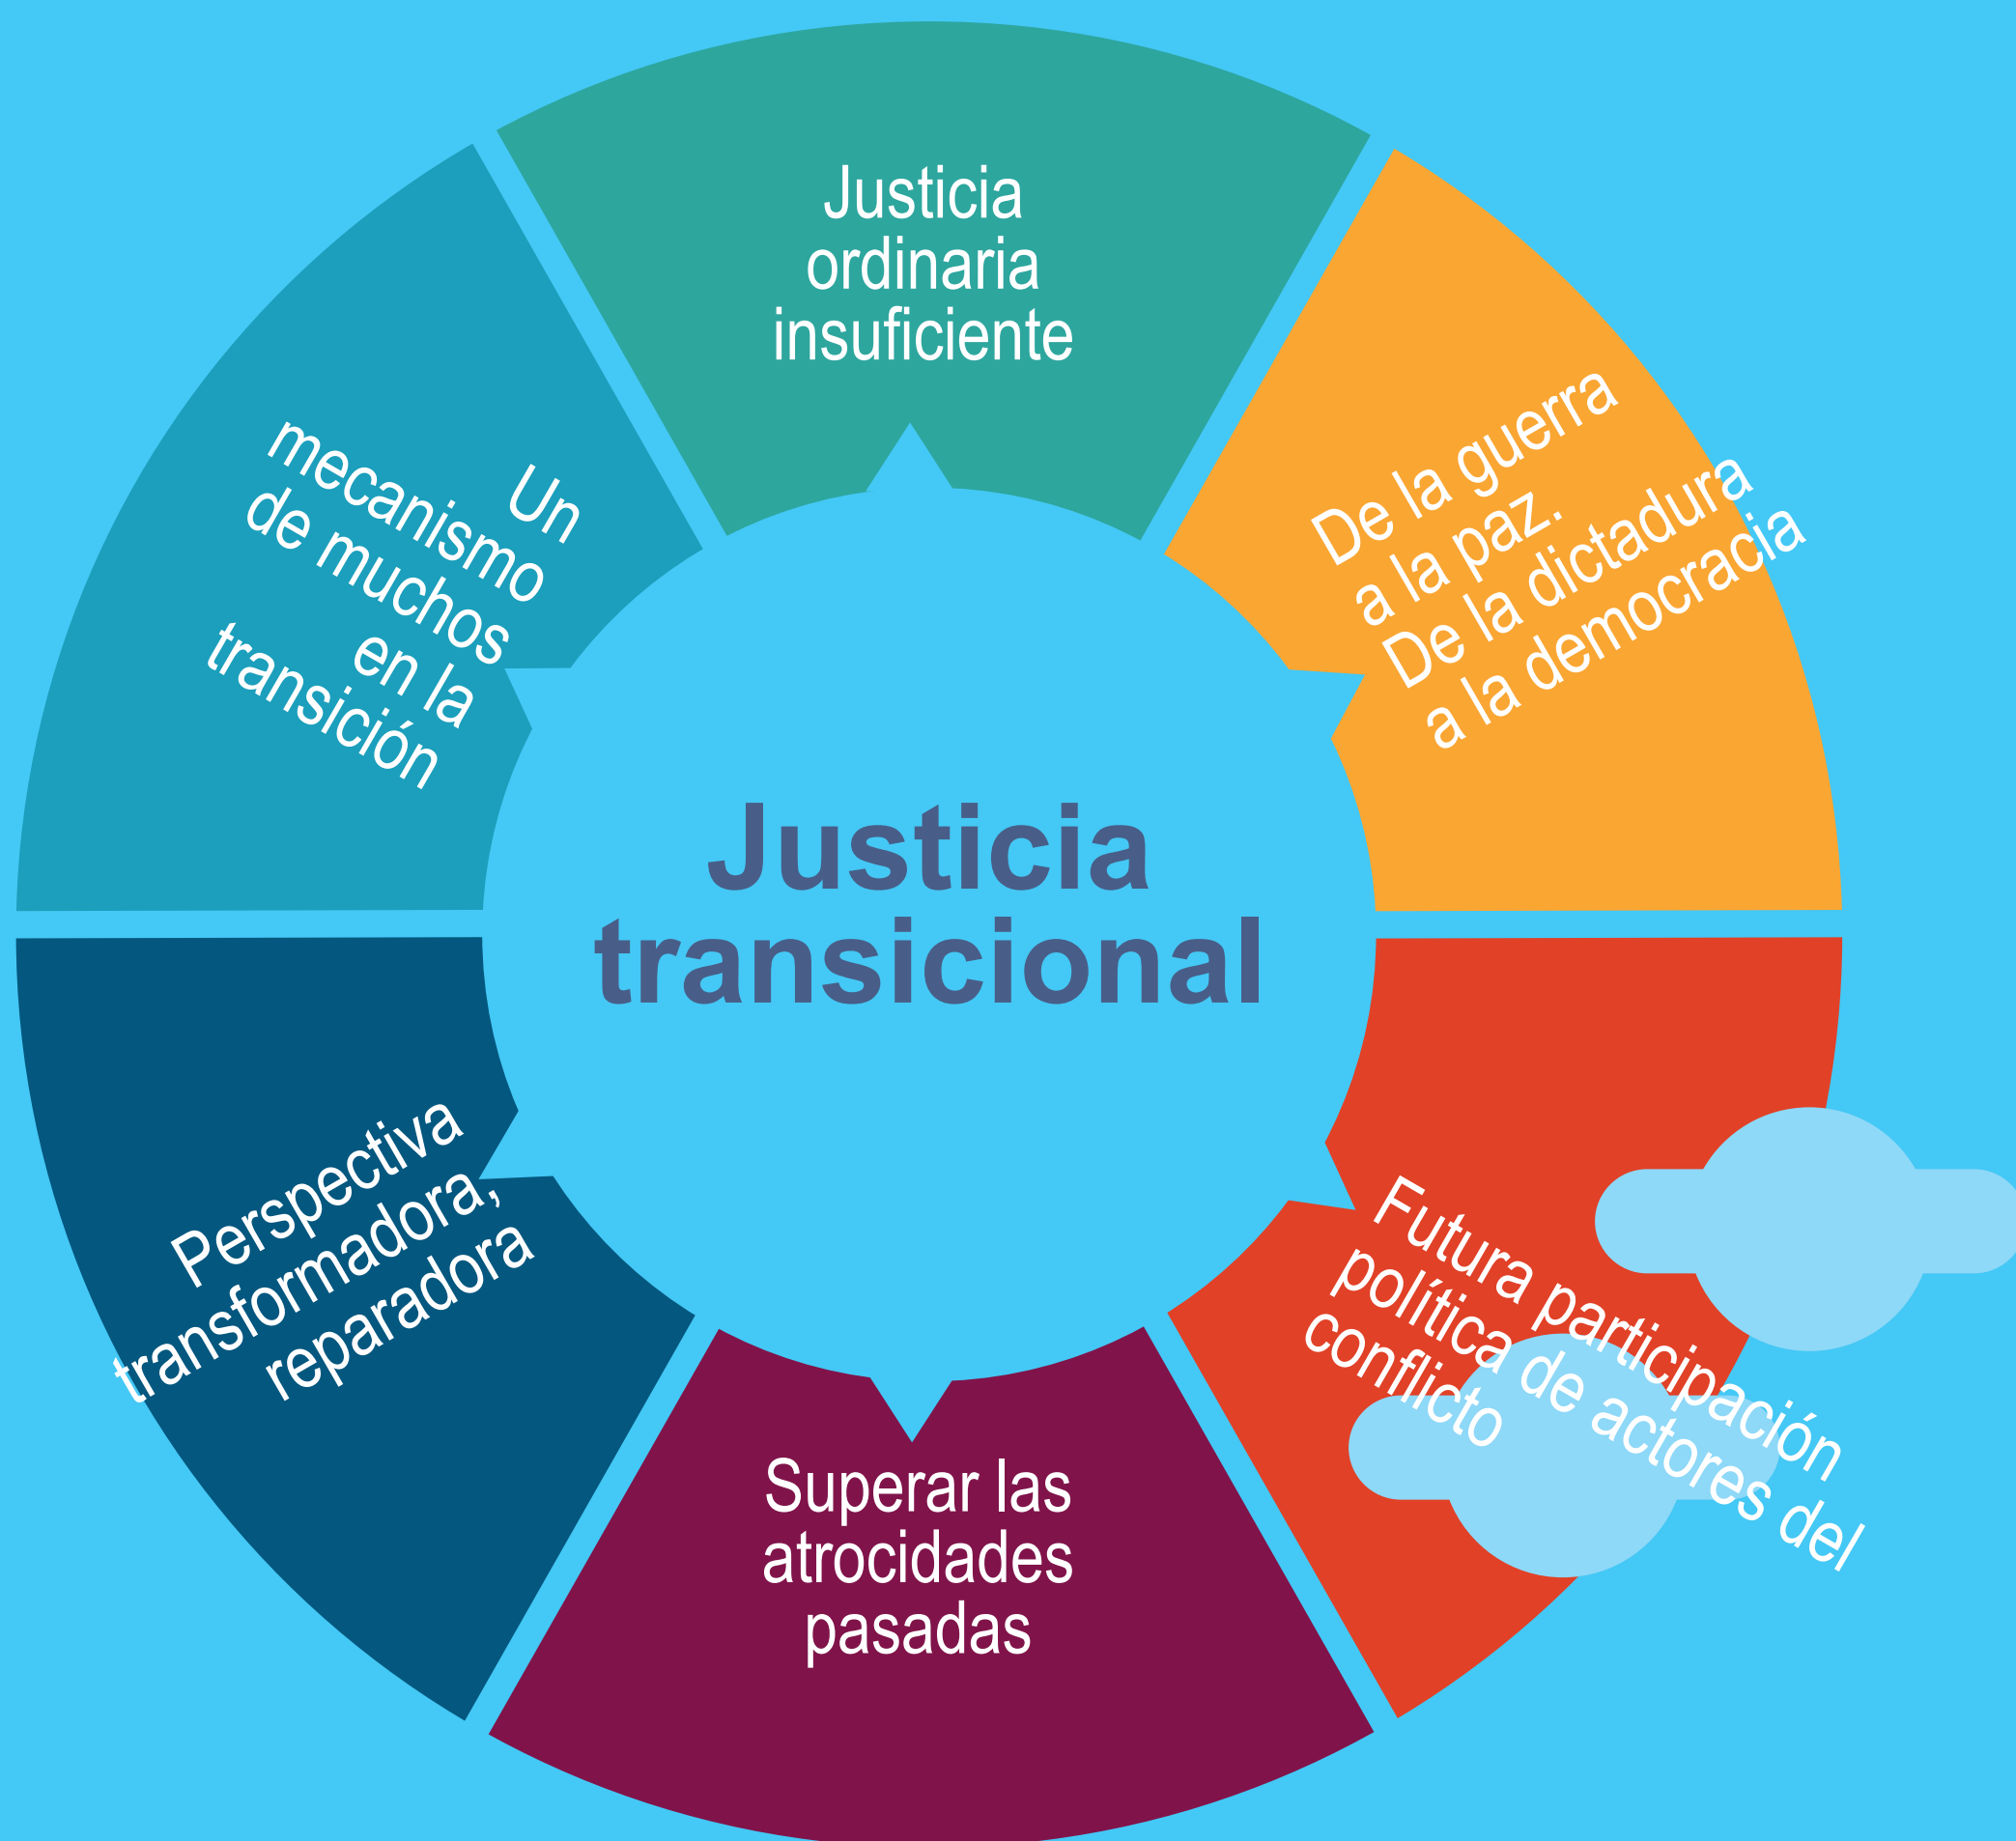 Justicia
ordinaria
insuficiente
De la guerra
a la paz.
De la dictadura
a la democracia
Futura participación
política de actores del
conflicto
Superar las
atrocidades
pasadas
Perspectiva
transformadora,
reparadora
Un
mecanismo
de muchos
en la
transición
Justicia
transicional